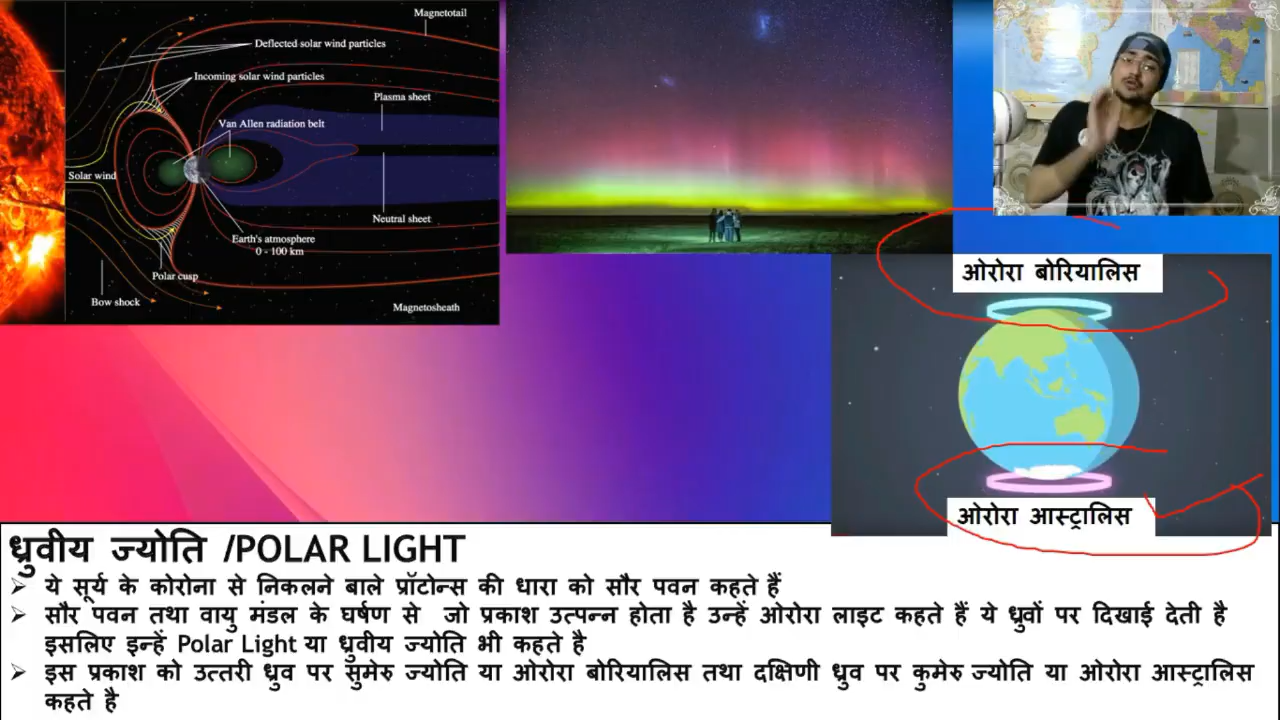 Magnetotail
Deflected solar wind particles
Incoming solar wind particles
Plasma sheet
Van Allen radiation belt
Solar wind
Neutral sheet
Earth's atmosphere
0 - 100 km
Polar cusp
Bow shock
Magnetosheath
ओरोरा बोरियालिस
ओरोरा आस्ट्रालिस
ध्रुवीय ज्योति /POLAR LIGHT
ये सूर्य के कोरोना से निकलने बाले प्रॉटोन्स की धारा को सौर पवन कहते हैं
सौर पवन तथा वायु मंडल के घर्षण से जो प्रकाश उत्पन्न होता है उन्हें ओरोरा लाइट कहते हैं ये ध्रुवों पर दिखाई देती है
इसलिए इन्हें Polar Light या ध्रुवीय ज्योति भी कहते है
इस प्रकाश को उत्तरी ध्रुव पर सुमेरु ज्योति या ओरोरा बोरियालिस तथा दक्षिणी ध्रुव पर कुमेरु ज्योति या ओरोरा आस्ट्रालिस
कहते है